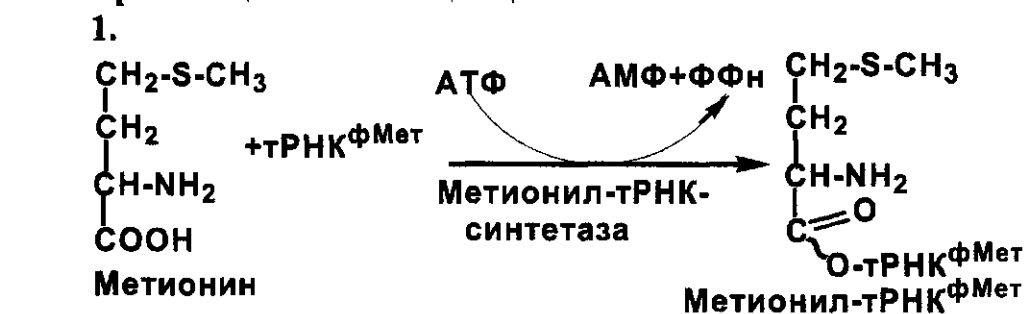 1.
CH₂-S-CH₃
CH₂
CH-NH₂
COOH
Метионин
+тРНКᶠᴹᵉᵗ
АТФ
АМФ+ФФн
Метионил-тРНК-
синтетаза
CH₂-S-CH₃
CH₂
CH-NH₂
C O
O-тРНКфМет
Метионил-тРНКфМет